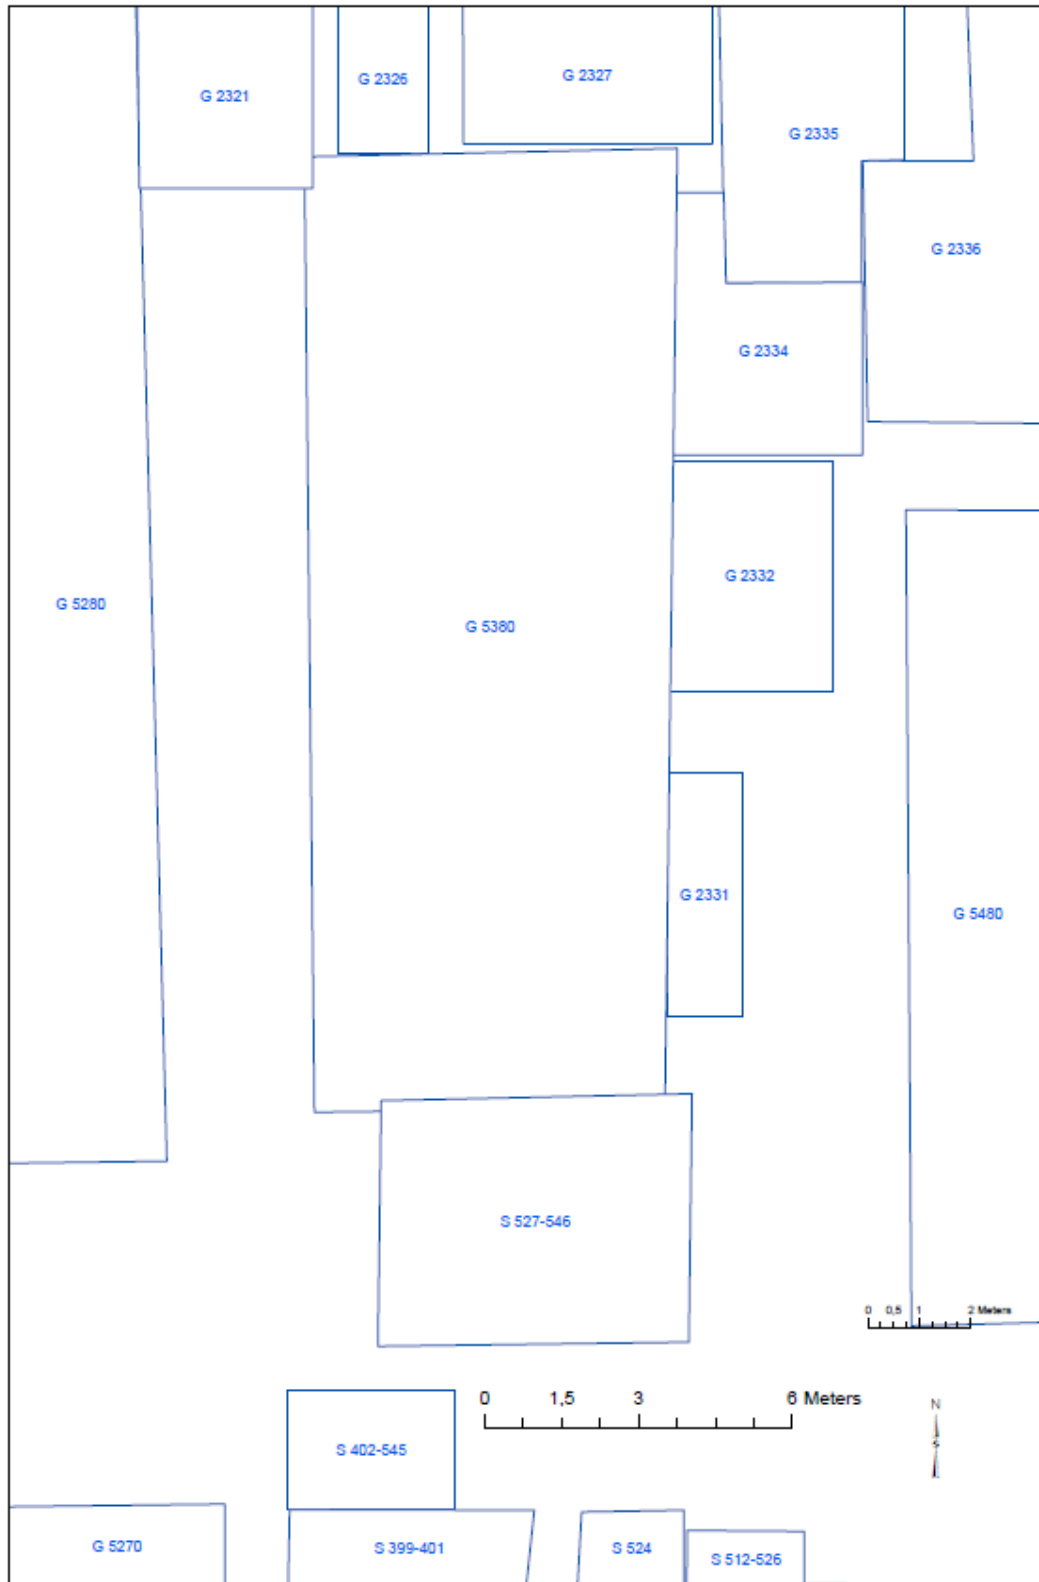 G 2321
G 2326
G 2327
G 2335
G 2336
G 2334
G 2332
G 5280
G 5380
G 2331
G 5480
S 527-546
0 0,5 1 2 Meters
0 1,5 3 6 Meters
N
S 402-545
G 5270
S 399-401
S 524
S 512-526